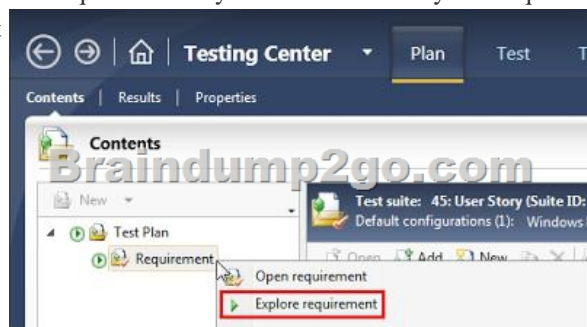 Testing Center Plan Test
Contents | Results | Properties
Contents
Braindump2go.com
New
Test suite: 45: User Story (Suite ID:
Default configurations (1): Windows
Test Plan
Open Add New
Requirement
Open requirement
Explore requirement